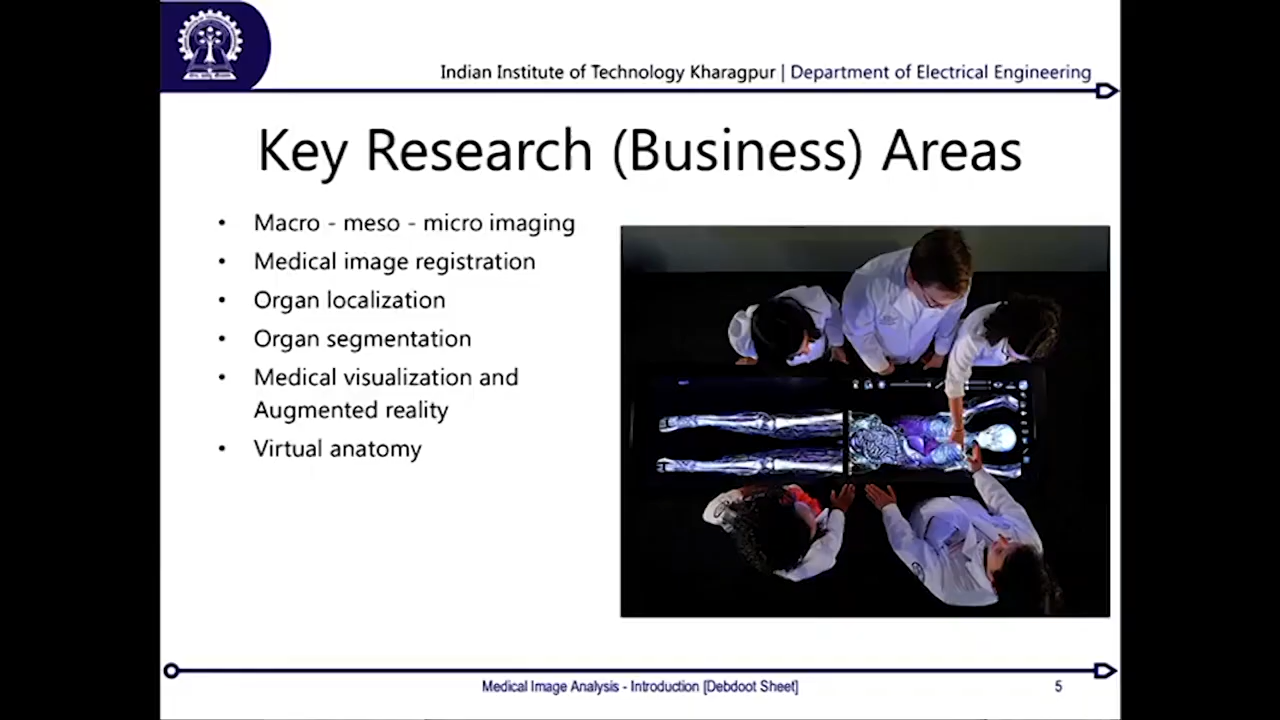 Indian Institute of Technology Kharagpur | Department of Electrical Engineering
Key Research (Business) Areas
• Macro - meso - micro imaging
• Medical image registration
• Organ localization
• Organ segmentation
• Medical visualization and
Augmented reality
• Virtual anatomy
Medical Image Analysis - Introduction [Debdoot Sheet]
5